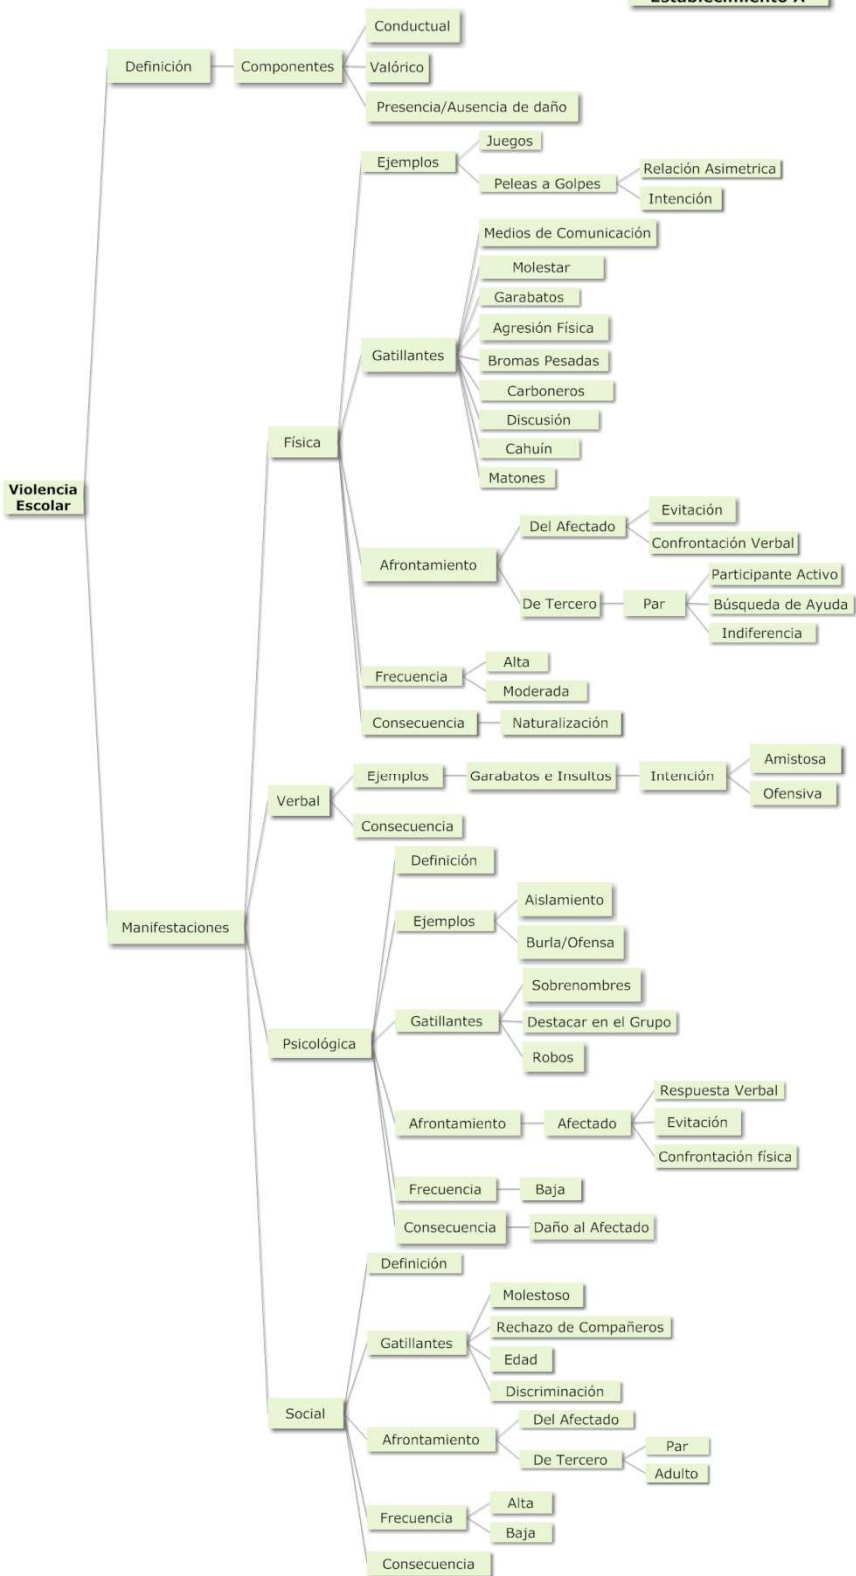 Establecimiento A
Conductual
Definición
Componentes
Valórico
Presencia/Ausencia de daño
Juegos
Ejemplos
Relación Asimetrica
Peleas a Golpes
Intención
Medios de Comunicación
Molestar
Garabatos
Agresión Física
Gatillantes
Bromas Pesadas
Carboneros
Discusión
Física
Cahuín
Matones
Violencia
Escolar
Evitación
Del Afectado
Confrontación Verbal
Afrontamiento
Participante Activo
De Tercero
Par
Búsqueda de Ayuda
Indiferencia
Alta
Frecuencia
Moderada
Consecuencia
Naturalización
Amistosa
Ejemplos
Garabatos e Insultos
Intención
Verbal
Ofensiva
Consecuencia
Definición
Aislamiento
Ejemplos
Manifestaciones
Burla/Ofensa
Sobrenombres
Gatillantes
Destacar en el Grupo
Psicológica
Robos
Respuesta Verbal
Afrontamiento
Afectado
Evitación
Confrontación física
Frecuencia
Baja
Consecuencia
Daño al Afectado
Definición
Molestoso
Rechazo de Compañeros
Gatillantes
Edad
Discriminación
Social
Del Afectado
Afrontamiento
Par
De Tercero
Adulto
Alta
Frecuencia
Baja
Consecuencia